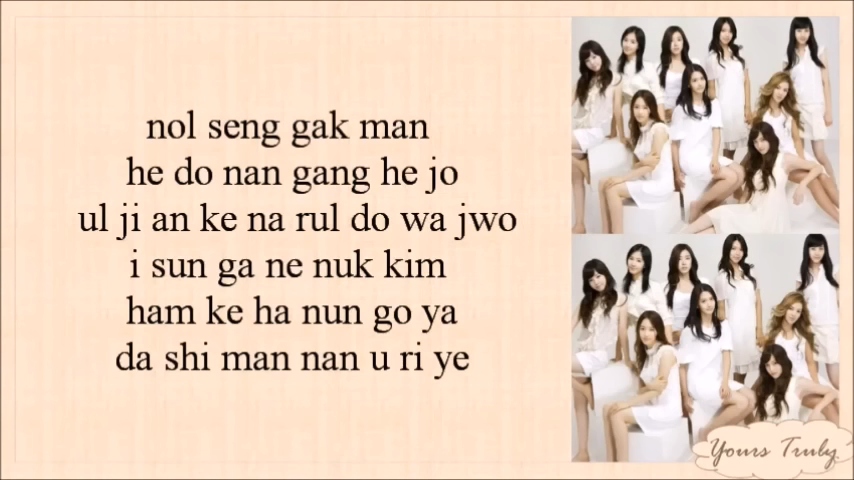 nol seng gak man
he do nan gang he jo
ul ji an ke na rul do wa jwo
i sun ga ne nuk kim
ham ke ha nun go ya
da shi man nan u ri ye
Yours Truly